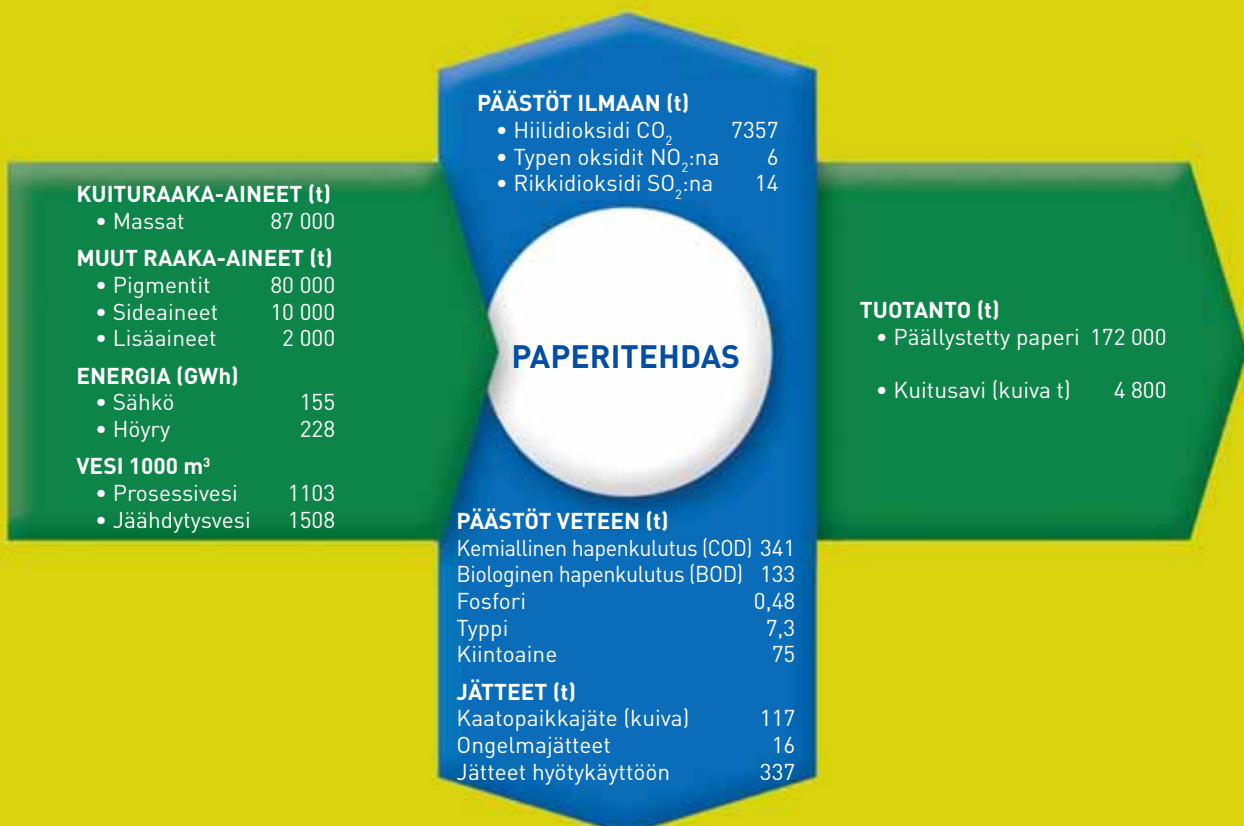 KUITURAAKA-AINEET (t)
• Massat 87 000
MUUT RAAKA-AINEET (t)
• Pigmentit 80 000
• Sideaineet 10 000
• Lisäaineet 2 000
ENERGIA (GWh)
• Sähkö 155
• Höyry 228
VESI 1000 m³
• Prosessivesi 1103
• Jäähdytysvesi 1508
PÄÄSTÖT ILMAAN (t)
• Hiilidioksidi CO₂ 7357
• Typen oksidit NO₂:na 6
• Rikkidioksidi SO₂:na 14
PAPERITEHDAS
PÄÄSTÖT VETEEN (t)
Kemiallinen hapenkulutus (COD) 341
Biologinen hapenkulutus (BOD) 133
Fosfori 0,48
Typpi 7,3
Kiintoaine 75
JÄTTEET (t)
Kaatopaikkajäte (kuiva) 117
Ongelmajätteet 16
Jätteet hyötykäyttöön 337
TUOTANTO (t)
• Päällystetty paperi 172 000
• Kuitusavi (kuiva t) 4 800